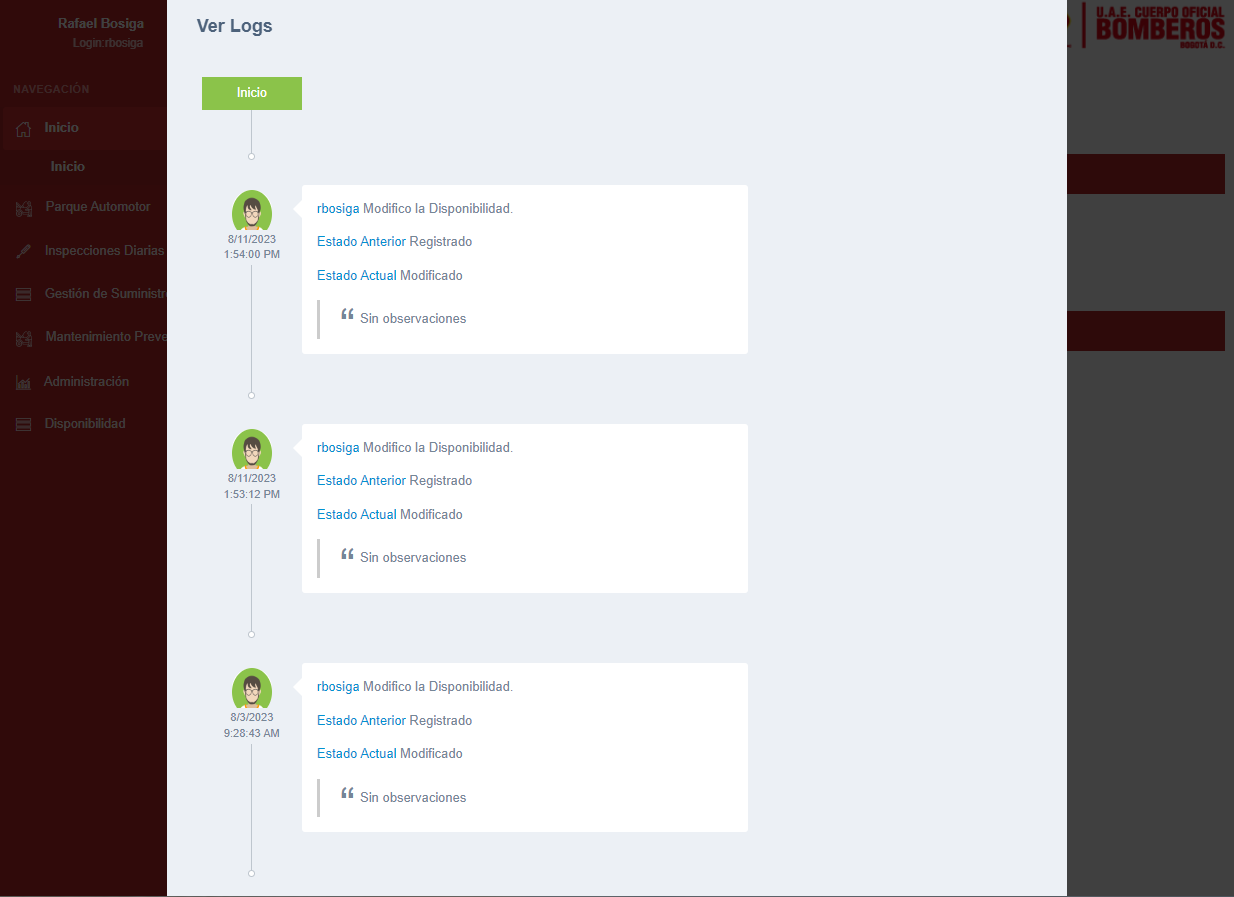 Rafael Bosiga
Login:rbosiga
NAVEGACIÓN
Inicio
Inicio
Parque Automotor
Inspecciones Diarias
Gestión de Suministr
Mantenimiento Preve
Administración
Disponibilidad
Ver Logs
Inicio
8/11/2023
1:54:00 PM
rbosiga Modifico la Disponibilidad.
Estado Anterior Registrado
Estado Actual Modificado
“ Sin observaciones
8/11/2023
1:53:12 PM
rbosiga Modifico la Disponibilidad.
Estado Anterior Registrado
Estado Actual Modificado
“ Sin observaciones
8/3/2023
9:28:43 AM
rbosiga Modifico la Disponibilidad.
Estado Anterior Registrado
Estado Actual Modificado
“ Sin observaciones
U.A.E. CUERPO OFICIAL
BOMBEROS
BOGOTÁ D.C.